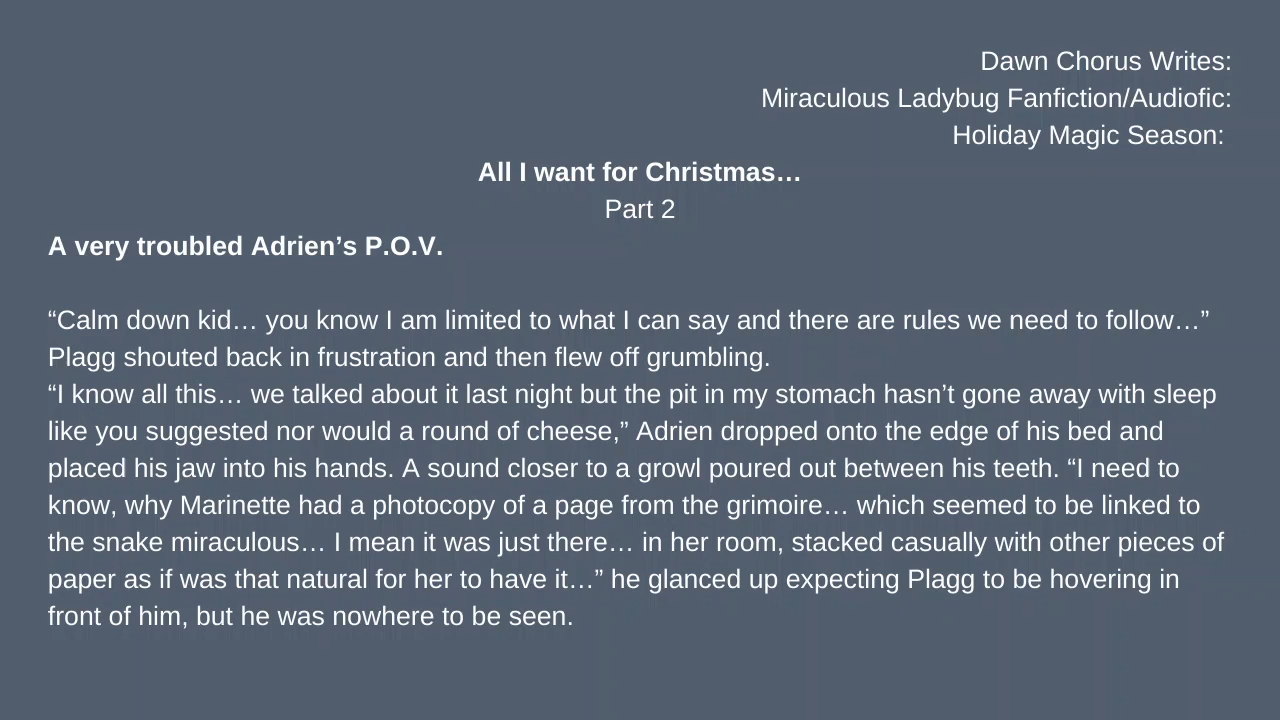 Dawn Chorus Writes:
Miraculous Ladybug Fanfiction/Audiofic:
Holiday Magic Season:
All I want for Christmas…
Part 2
A very troubled Adrien’s P.O.V.
“Calm down kid… you know I am limited to what I can say and there are rules we need to follow…”
Plagg shouted back in frustration and then flew off grumbling.
“I know all this… we talked about it last night but the pit in my stomach hasn’t gone away with sleep
like you suggested nor would a round of cheese,” Adrien dropped onto the edge of his bed and
placed his jaw into his hands. A sound closer to a growl poured out between his teeth. “I need to
know, why Marinette had a photocopy of a page from the grimoire… which seemed to be linked to
the snake miraculous… I mean it was just there… in her room, stacked casually with other pieces of
paper as if was that natural for her to have it…” he glanced up expecting Plagg to be hovering in
front of him, but he was nowhere to be seen.